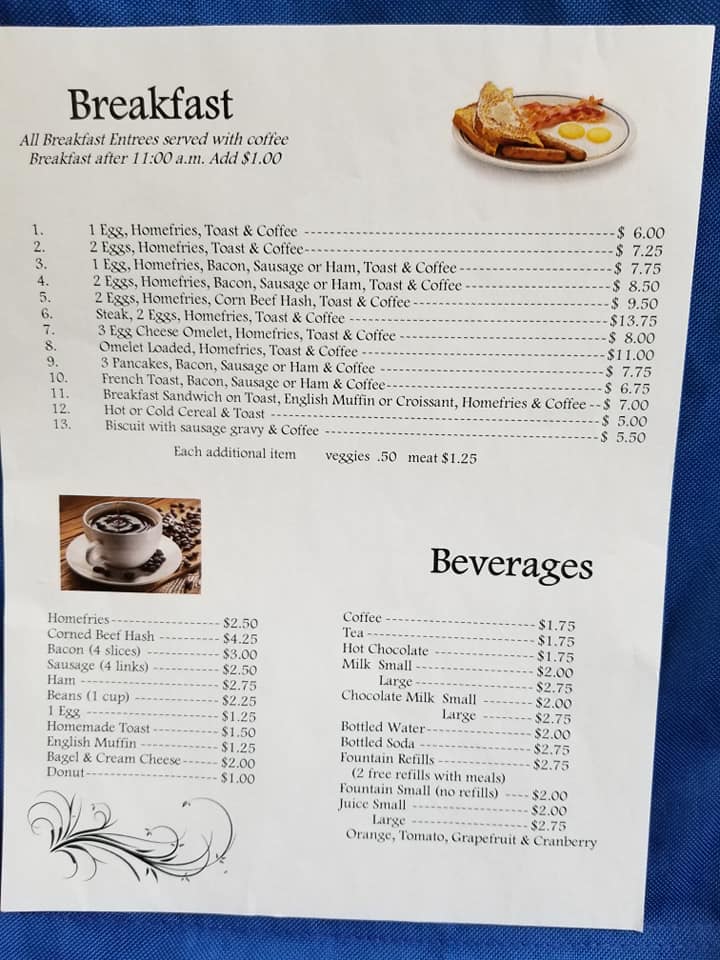 Breakfast
All Breakfast Entrees served with coffee
Breakfast after 11:00 a.m. Add $1.00
1. 1 Egg, Homefries, Toast & Coffee ---- $ 6.00
2. 2 Eggs, Homefries, Toast & Coffee---- $ 7.25
3. 1 Egg, Homefries, Bacon, Sausage or Ham, Toast & Coffee ---- $ 7.75
4. 2 Eggs, Homefries, Bacon, Sausage or Ham, Toast & Coffee ---- $ 8.50
5. 2 Eggs, Homefries, Corn Beef Hash, Toast & Coffee ---- $ 9.50
6. Steak, 2 Eggs, Homefries, Toast & Coffee ---- $13.75
7. 3 Egg Cheese Omelet, Homefries, Toast & Coffee ---- $ 8.00
8. Omelet Loaded, Homefries, Toast & Coffee ---- $11.00
9. 3 Pancakes, Bacon, Sausage or Ham & Coffee ---- $ 7.75
10. French Toast, Bacon, Sausage or Ham & Coffee---- $ 6.75
11. Breakfast Sandwich on Toast, English Muffin or Croissant, Homefries & Coffee --$ 7.00
12. Hot or Cold Cereal & Toast ---- $ 5.00
13. Biscuit with sausage gravy & Coffee ---- $ 5.50
Each additional item veggies .50 meat $1.25
Homefries ---- $2.50
Corned Beef Hash ---- $4.25
Bacon (4 slices) ---- $3.00
Sausage (4 links) ---- $2.50
Ham ---- $2.75
Beans (1 cup) ---- $2.25
1 Egg ---- $1.25
Homemade Toast ---- $1.50
English Muffin ---- $1.25
Bagel & Cream Cheese ---- $2.00
Donut ---- $1.00
Beverages
Coffee ---- $1.75
Tea ---- $1.75
Hot Chocolate ---- $1.75
Milk Small ---- $2.00
Large ---- $2.75
Chocolate Milk Small ---- $2.00
Large ---- $2.75
Bottled Water ---- $2.00
Bottled Soda ---- $2.75
Fountain Refills ---- $2.75
(2 free refills with meals)
Fountain Small (no refills) ---- $2.00
Juice Small ---- $2.00
Large ---- $2.75
Orange, Tomato, Grapefruit & Cranberry